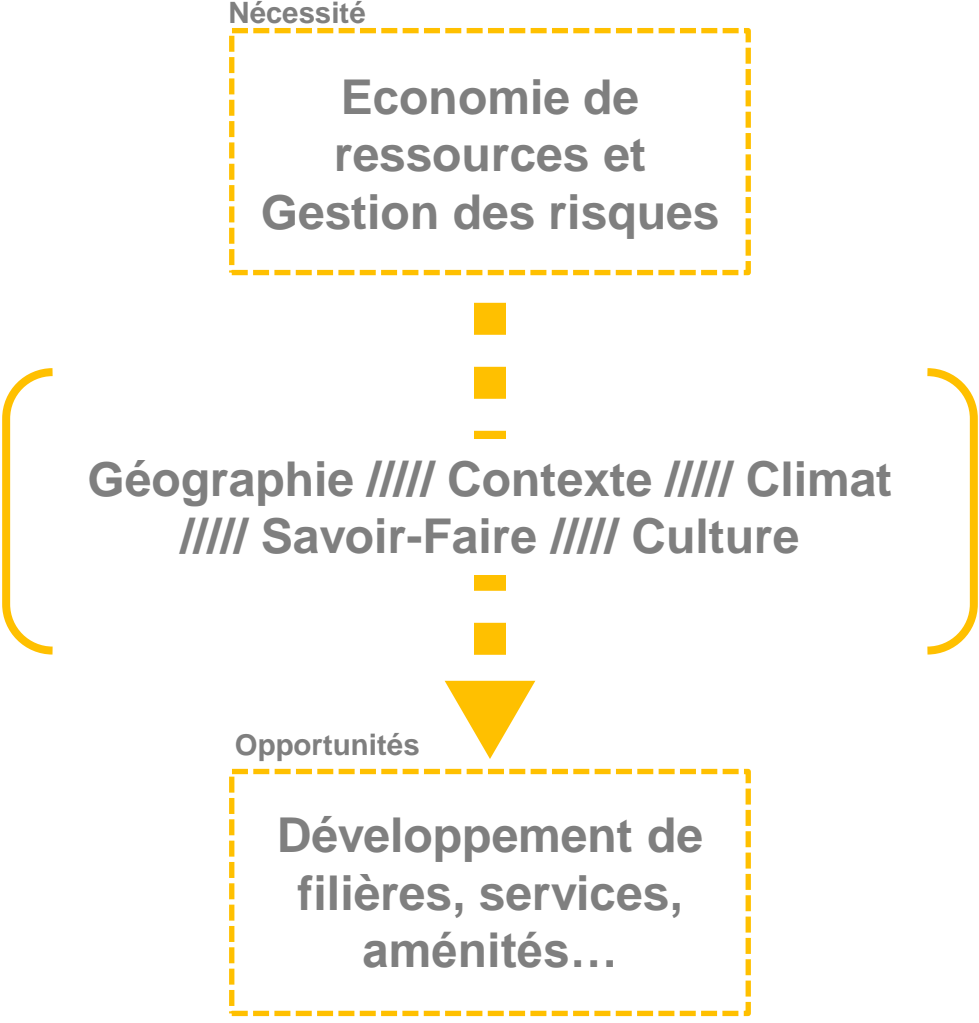 Nécessité
Economie de
ressources et
Gestion des risques
Géographie ///// Contexte ///// Climat
///// Savoir-Faire ///// Culture
Opportunités
Développement de
filières, services,
aménités…